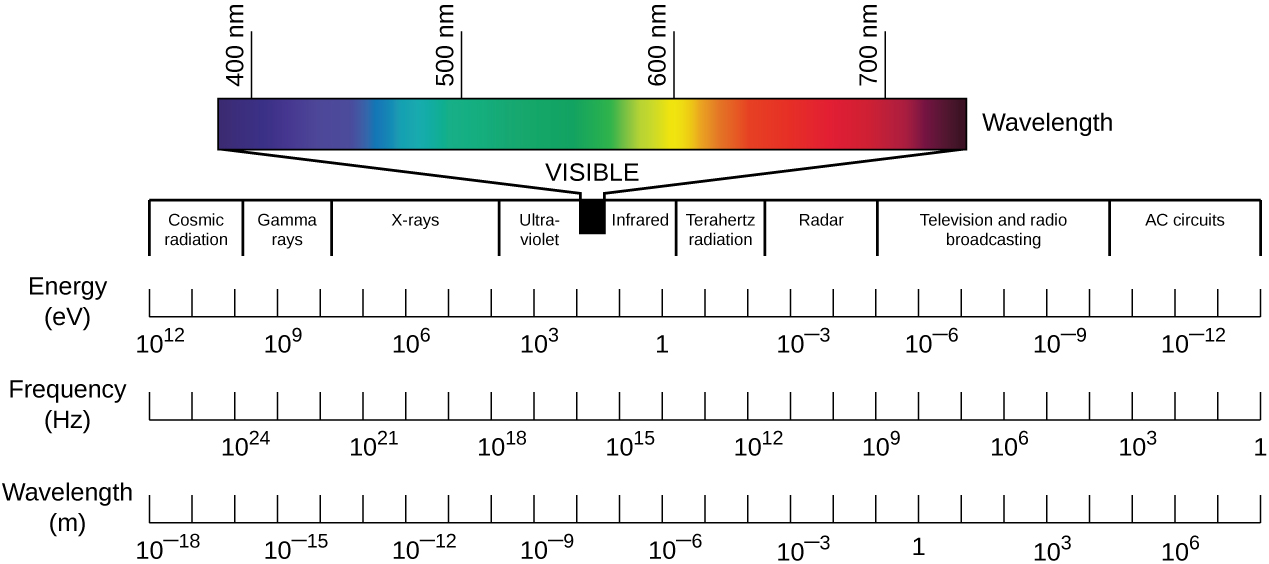 400 nm
500 nm
600 nm
700 nm
Wavelength
VISIBLE
Cosmic
radiation
Gamma
rays
X-rays
Ultra-
violet
Infrared
Terahertz
radiation
Radar
Television and radio
broadcasting
AC circuits
Energy
(eV)
10¹² 10⁹ 10⁶ 10³ 1 10⁻³ 10⁻⁶ 10⁻⁹ 10⁻¹²
Frequency
(Hz)
10²⁴ 10²¹ 10¹⁸ 10¹⁵ 10¹² 10⁹ 10⁶ 10³ 1
Wavelength
(m)
10⁻¹⁸ 10⁻¹⁵ 10⁻¹² 10⁻⁹ 10⁻⁶ 10⁻³ 1 10³ 10⁶